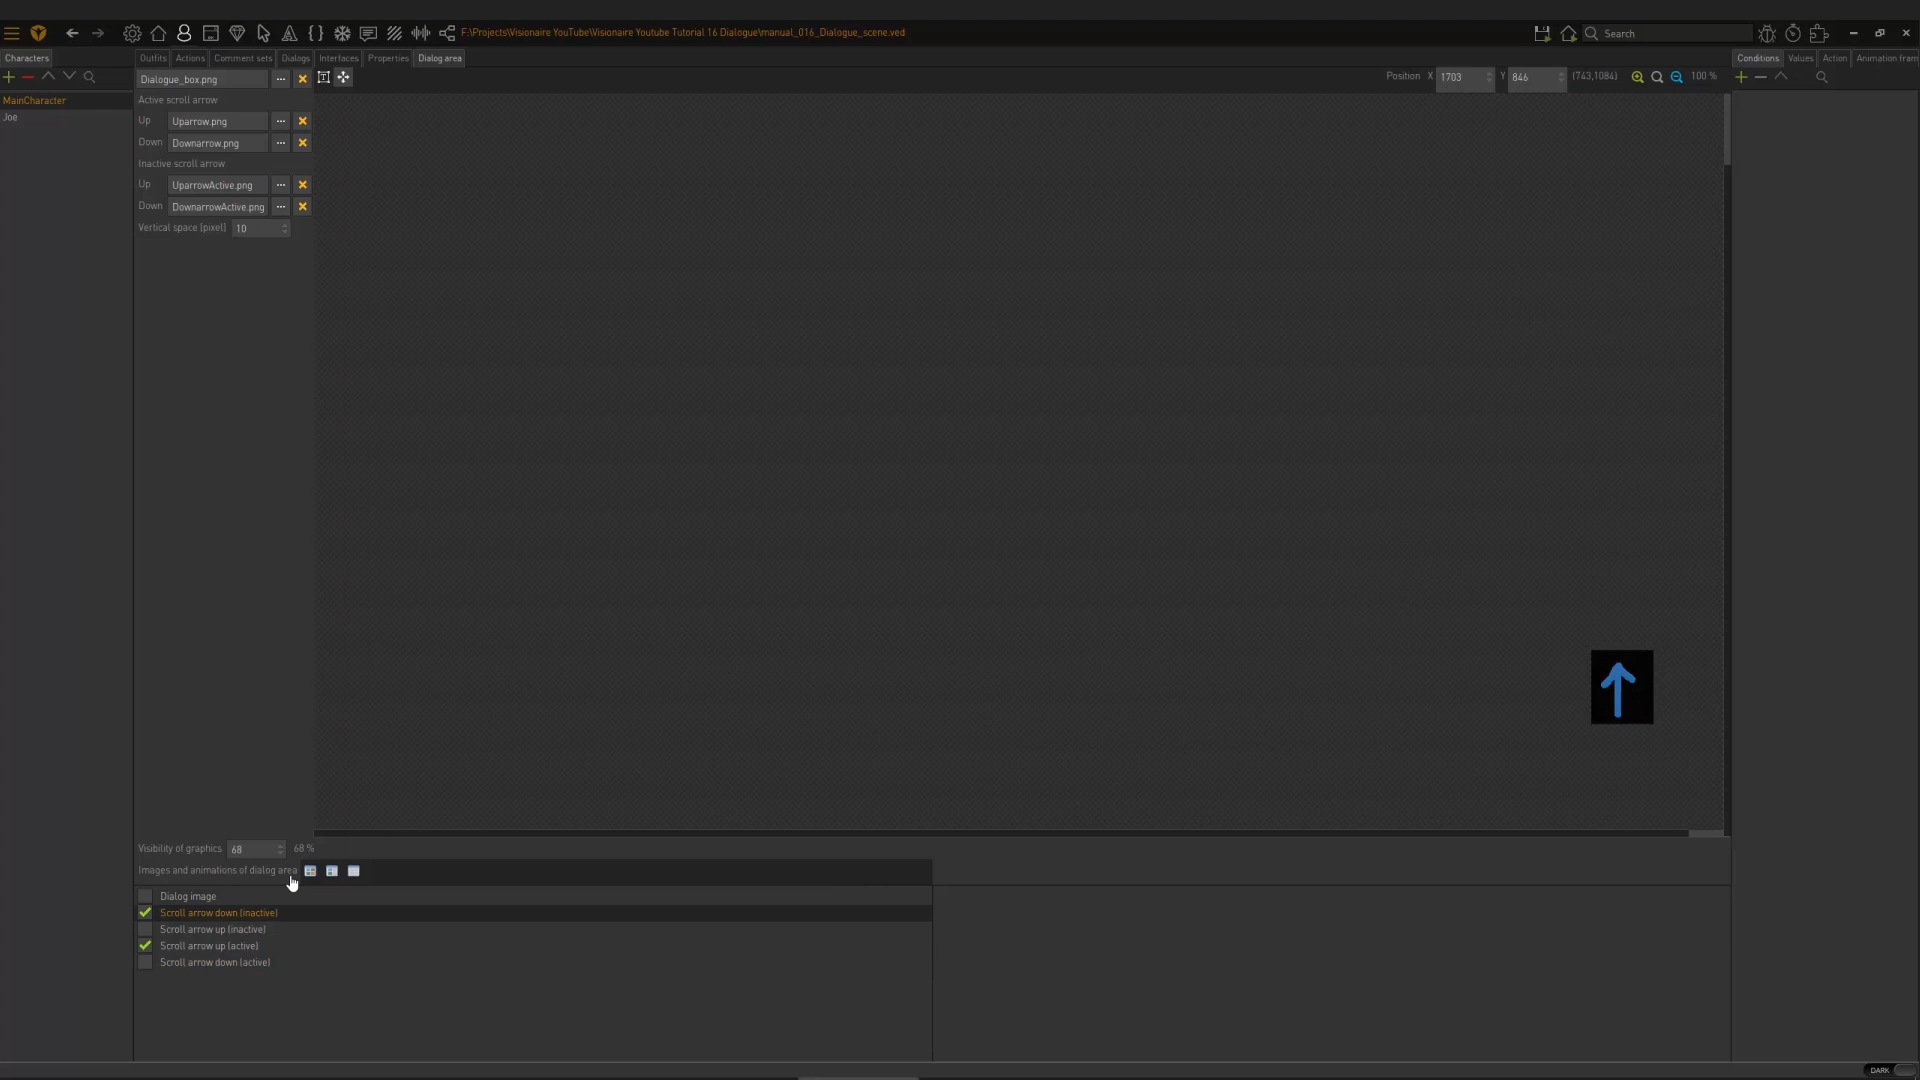 F:\Projects\Visionaire YouTube\Visionaire Youtube Tutorial 16 Dialogue\manual_016_Dialogue_scene.ved
Search
Characters
Outfits
Actions
Comment sets
Dialogs
Interfaces
Properties
Dialog area
Conditions
Values
Action
Animation fram
Dialogue_box.png
Position X 1703 Y 846 (743,1084) 100 %
MainCharacter
Active scroll arrow
Joe
Up Uparrow.png
Down Downarrow.png
Inactive scroll arrow
Up UparrowActive.png
Down DownarrowActive.png
Vertical space [pixel] 10
Visibility of graphics 68 68 %
Images and animations of dialog area
Dialog image
Scroll arrow down (inactive)
Scroll arrow up (inactive)
Scroll arrow up (active)
Scroll arrow down (active)
DARK